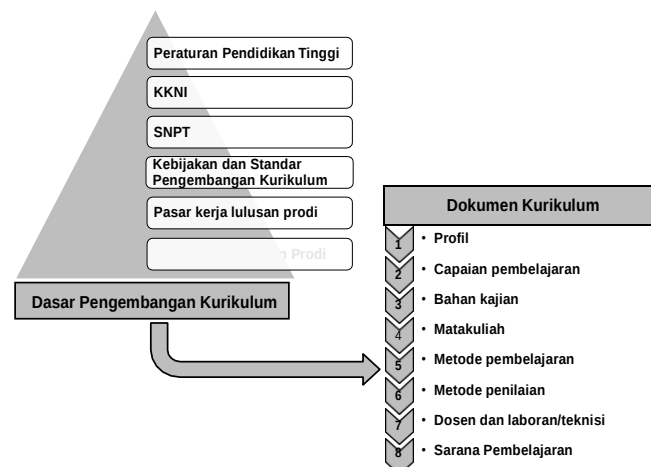 Peraturan Pendidikan Tinggi
KKNI
SNPT
Kebijakan dan Standar
Pengembangan Kurikulum
Pasar kerja lulusan prodi
Prodi
Dasar Pengembangan Kurikulum
Dokumen Kurikulum
1 • Profil
2 • Capaian pembelajaran
3 • Bahan kajian
4 • Matakuliah
5 • Metode pembelajaran
6 • Metode penilaian
7 • Dosen dan laboran/teknisi
8 • Sarana Pembelajaran